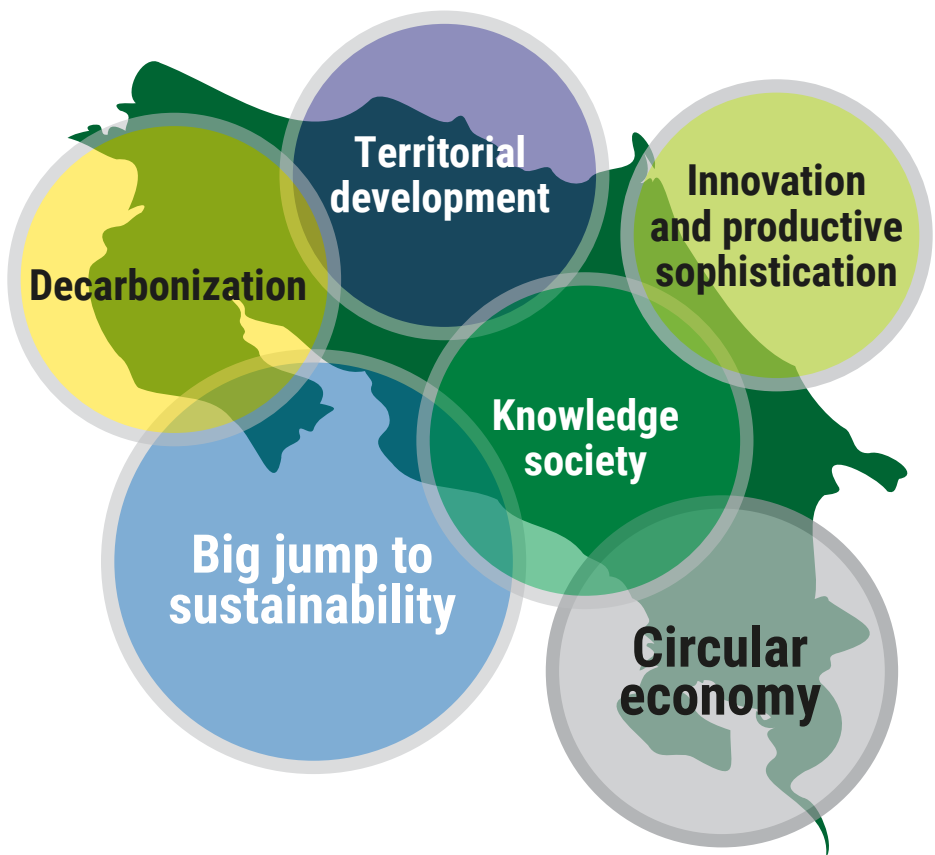 Territorial
development
Innovation
and productive
sophistication
Decarbonization
Knowledge
society
Big jump to
sustainability
Circular
economy